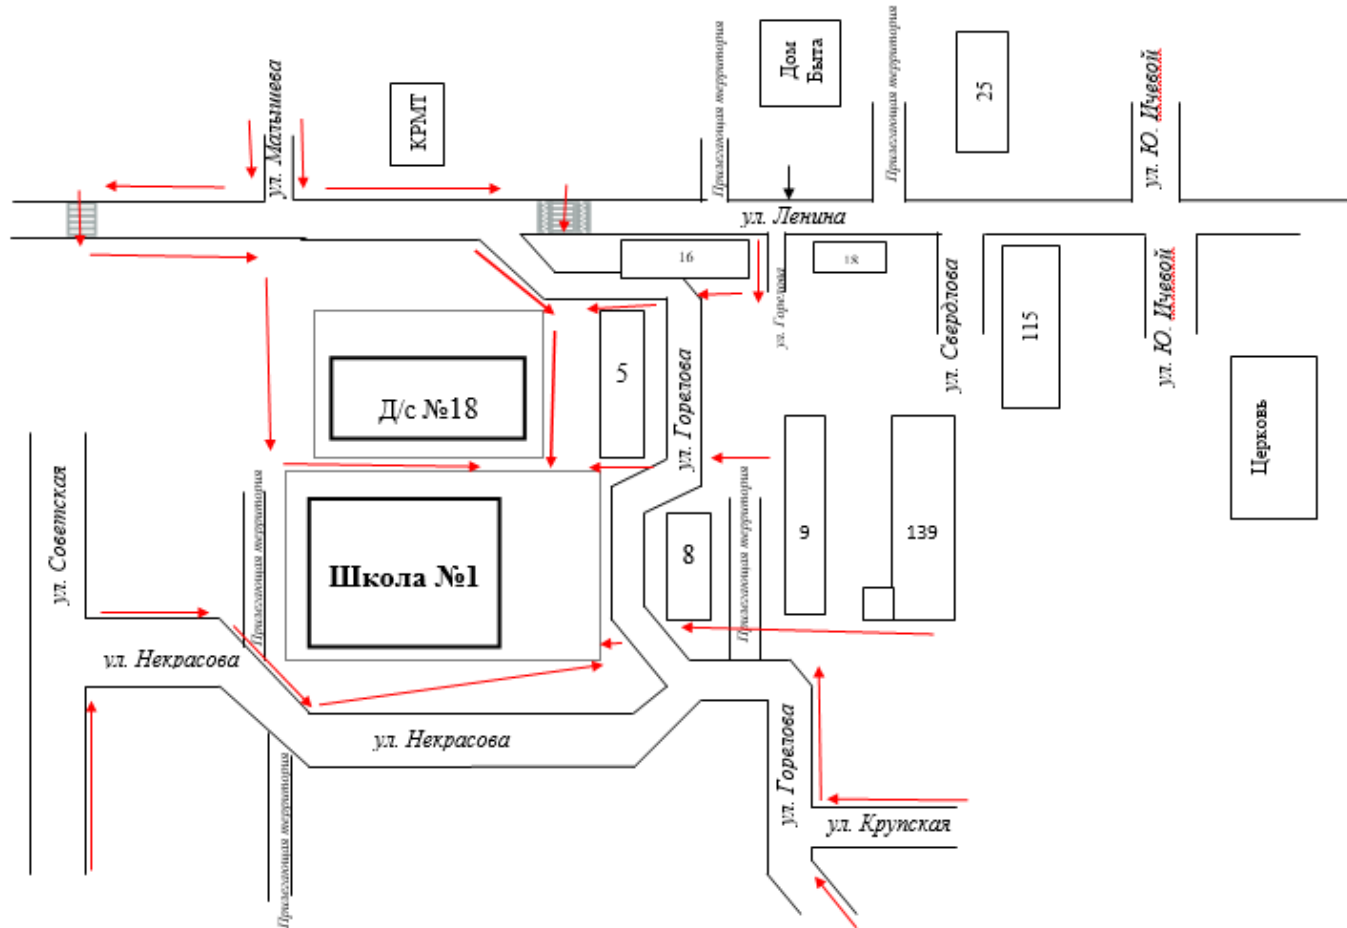 ул. Малышева
КРМТ
Прилегающая территория
Дом
Быта
Прилегающая территория
25
ул. Ю. Ичевой
ул. Ленина
16
18
ул. Горелова
ул. Свердлова
115
ул. Ю. Ичевой
Д/с №18
5
ул. Горелова
Церковь
ул. Советская
Прилегающая территория
Школа №1
8
Прилегающая территория
9
139
ул. Некрасова
ул. Некрасова
Прилегающая территория
ул. Горелова
ул. Крупская